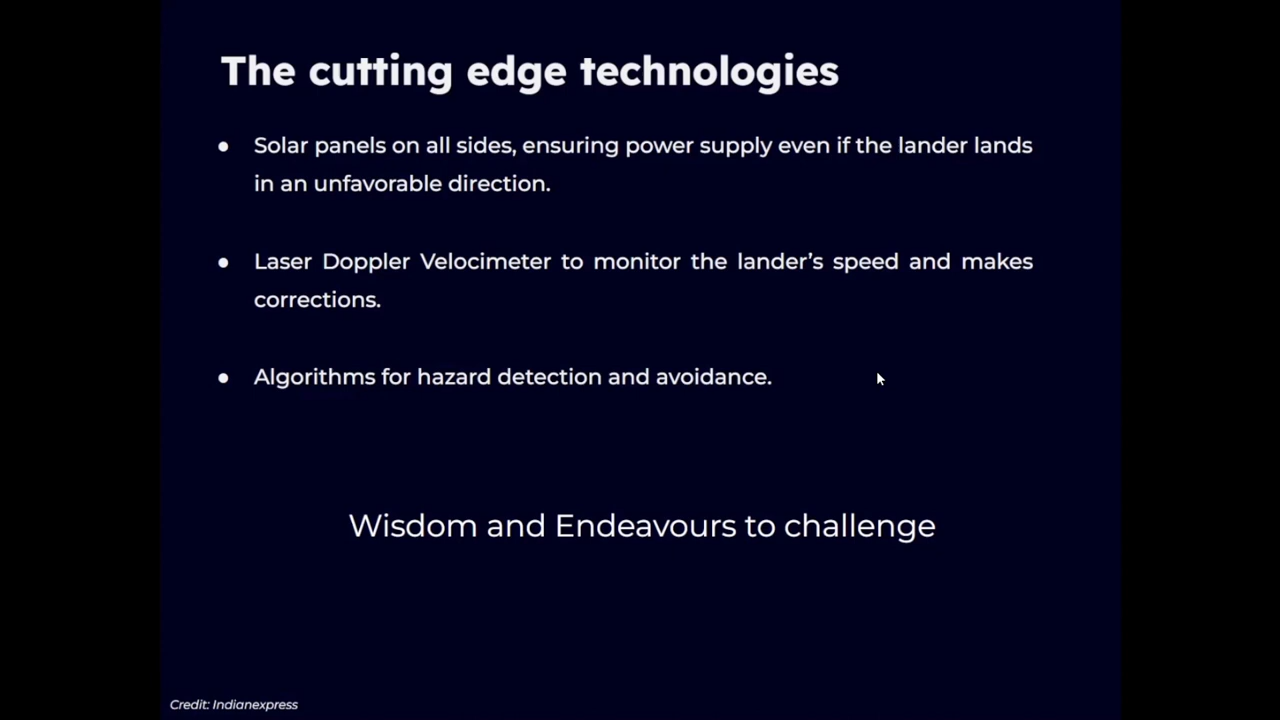 The cutting edge technologies
● Solar panels on all sides, ensuring power supply even if the lander lands
in an unfavorable direction.
● Laser Doppler Velocimeter to monitor the lander’s speed and makes
corrections.
● Algorithms for hazard detection and avoidance.
Wisdom and Endeavours to challenge
Credit: Indianexpress